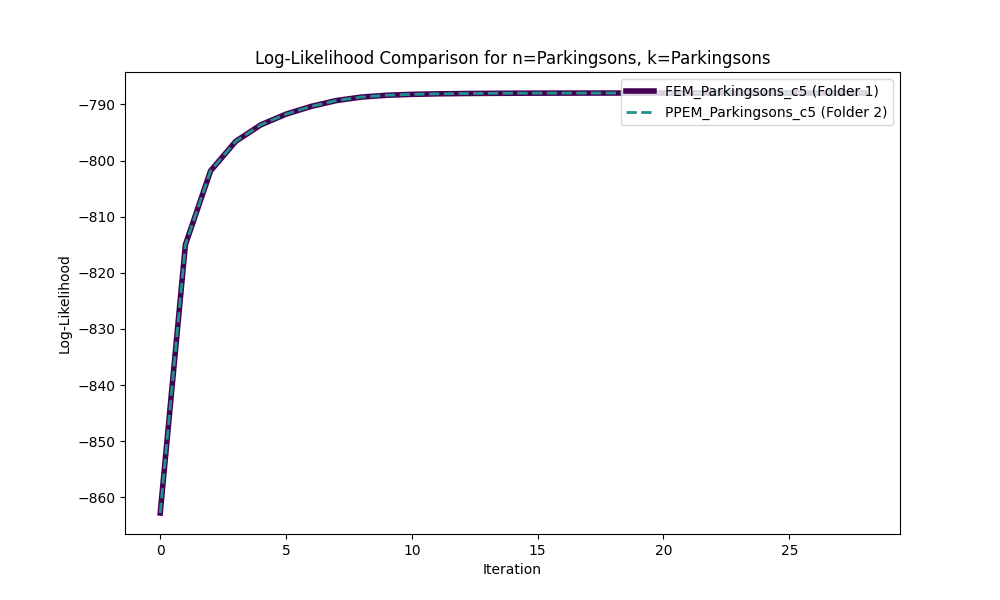 Log-Likelihood Comparison for n=Parkingsons, k=Parkingsons
FEM_Parkingsons_c5 (Folder 1)
PPEM_Parkingsons_c5 (Folder 2)
−790
−800
−810
−820
−830
−840
−850
−860
Log-Likelihood
0 5 10 15 20 25
Iteration